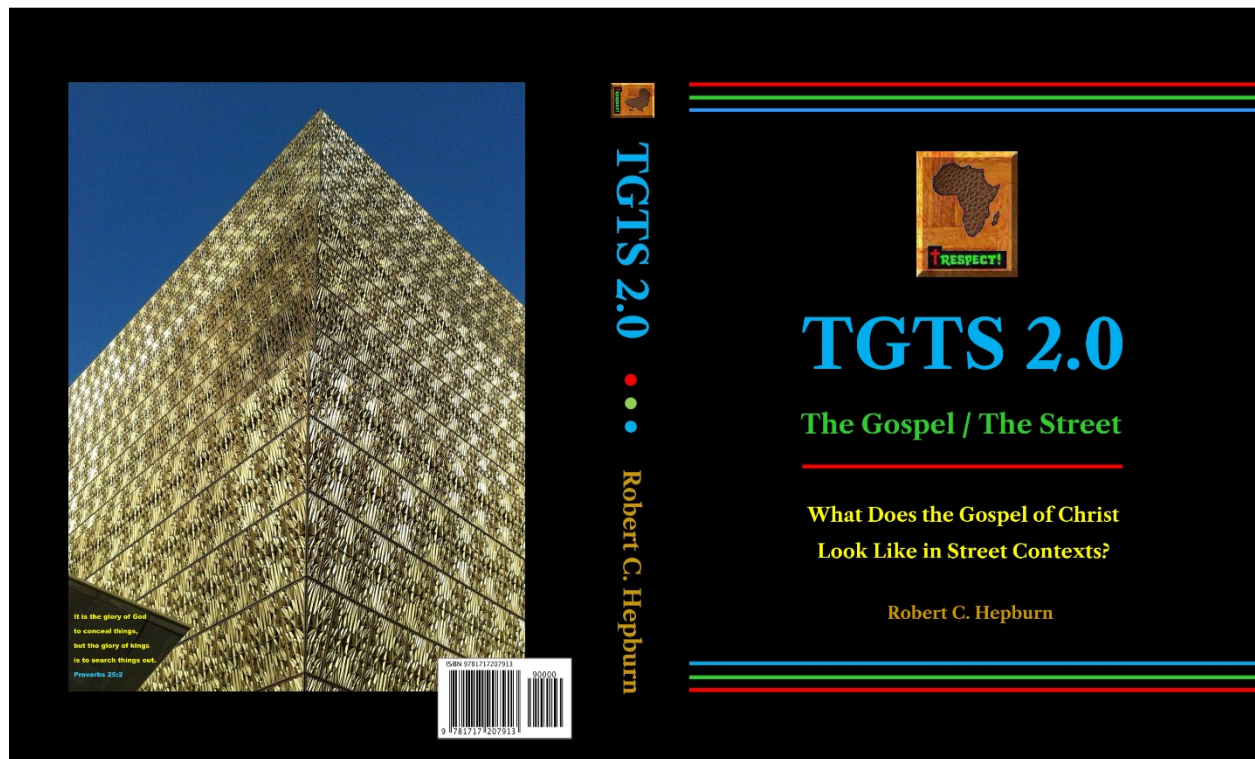 It is the glory of God
to conceal things,
but the glory of kings
is to search things out.
Proverbs 25:2
ISBN 9781717207913
90000
9 781717 207913
RESPECT!
TGTS 2.0
Robert C. Hepburn
RESPECT!
TGTS 2.0
The Gospel / The Street
What Does the Gospel of Christ
Look Like in Street Contexts?
Robert C. Hepburn